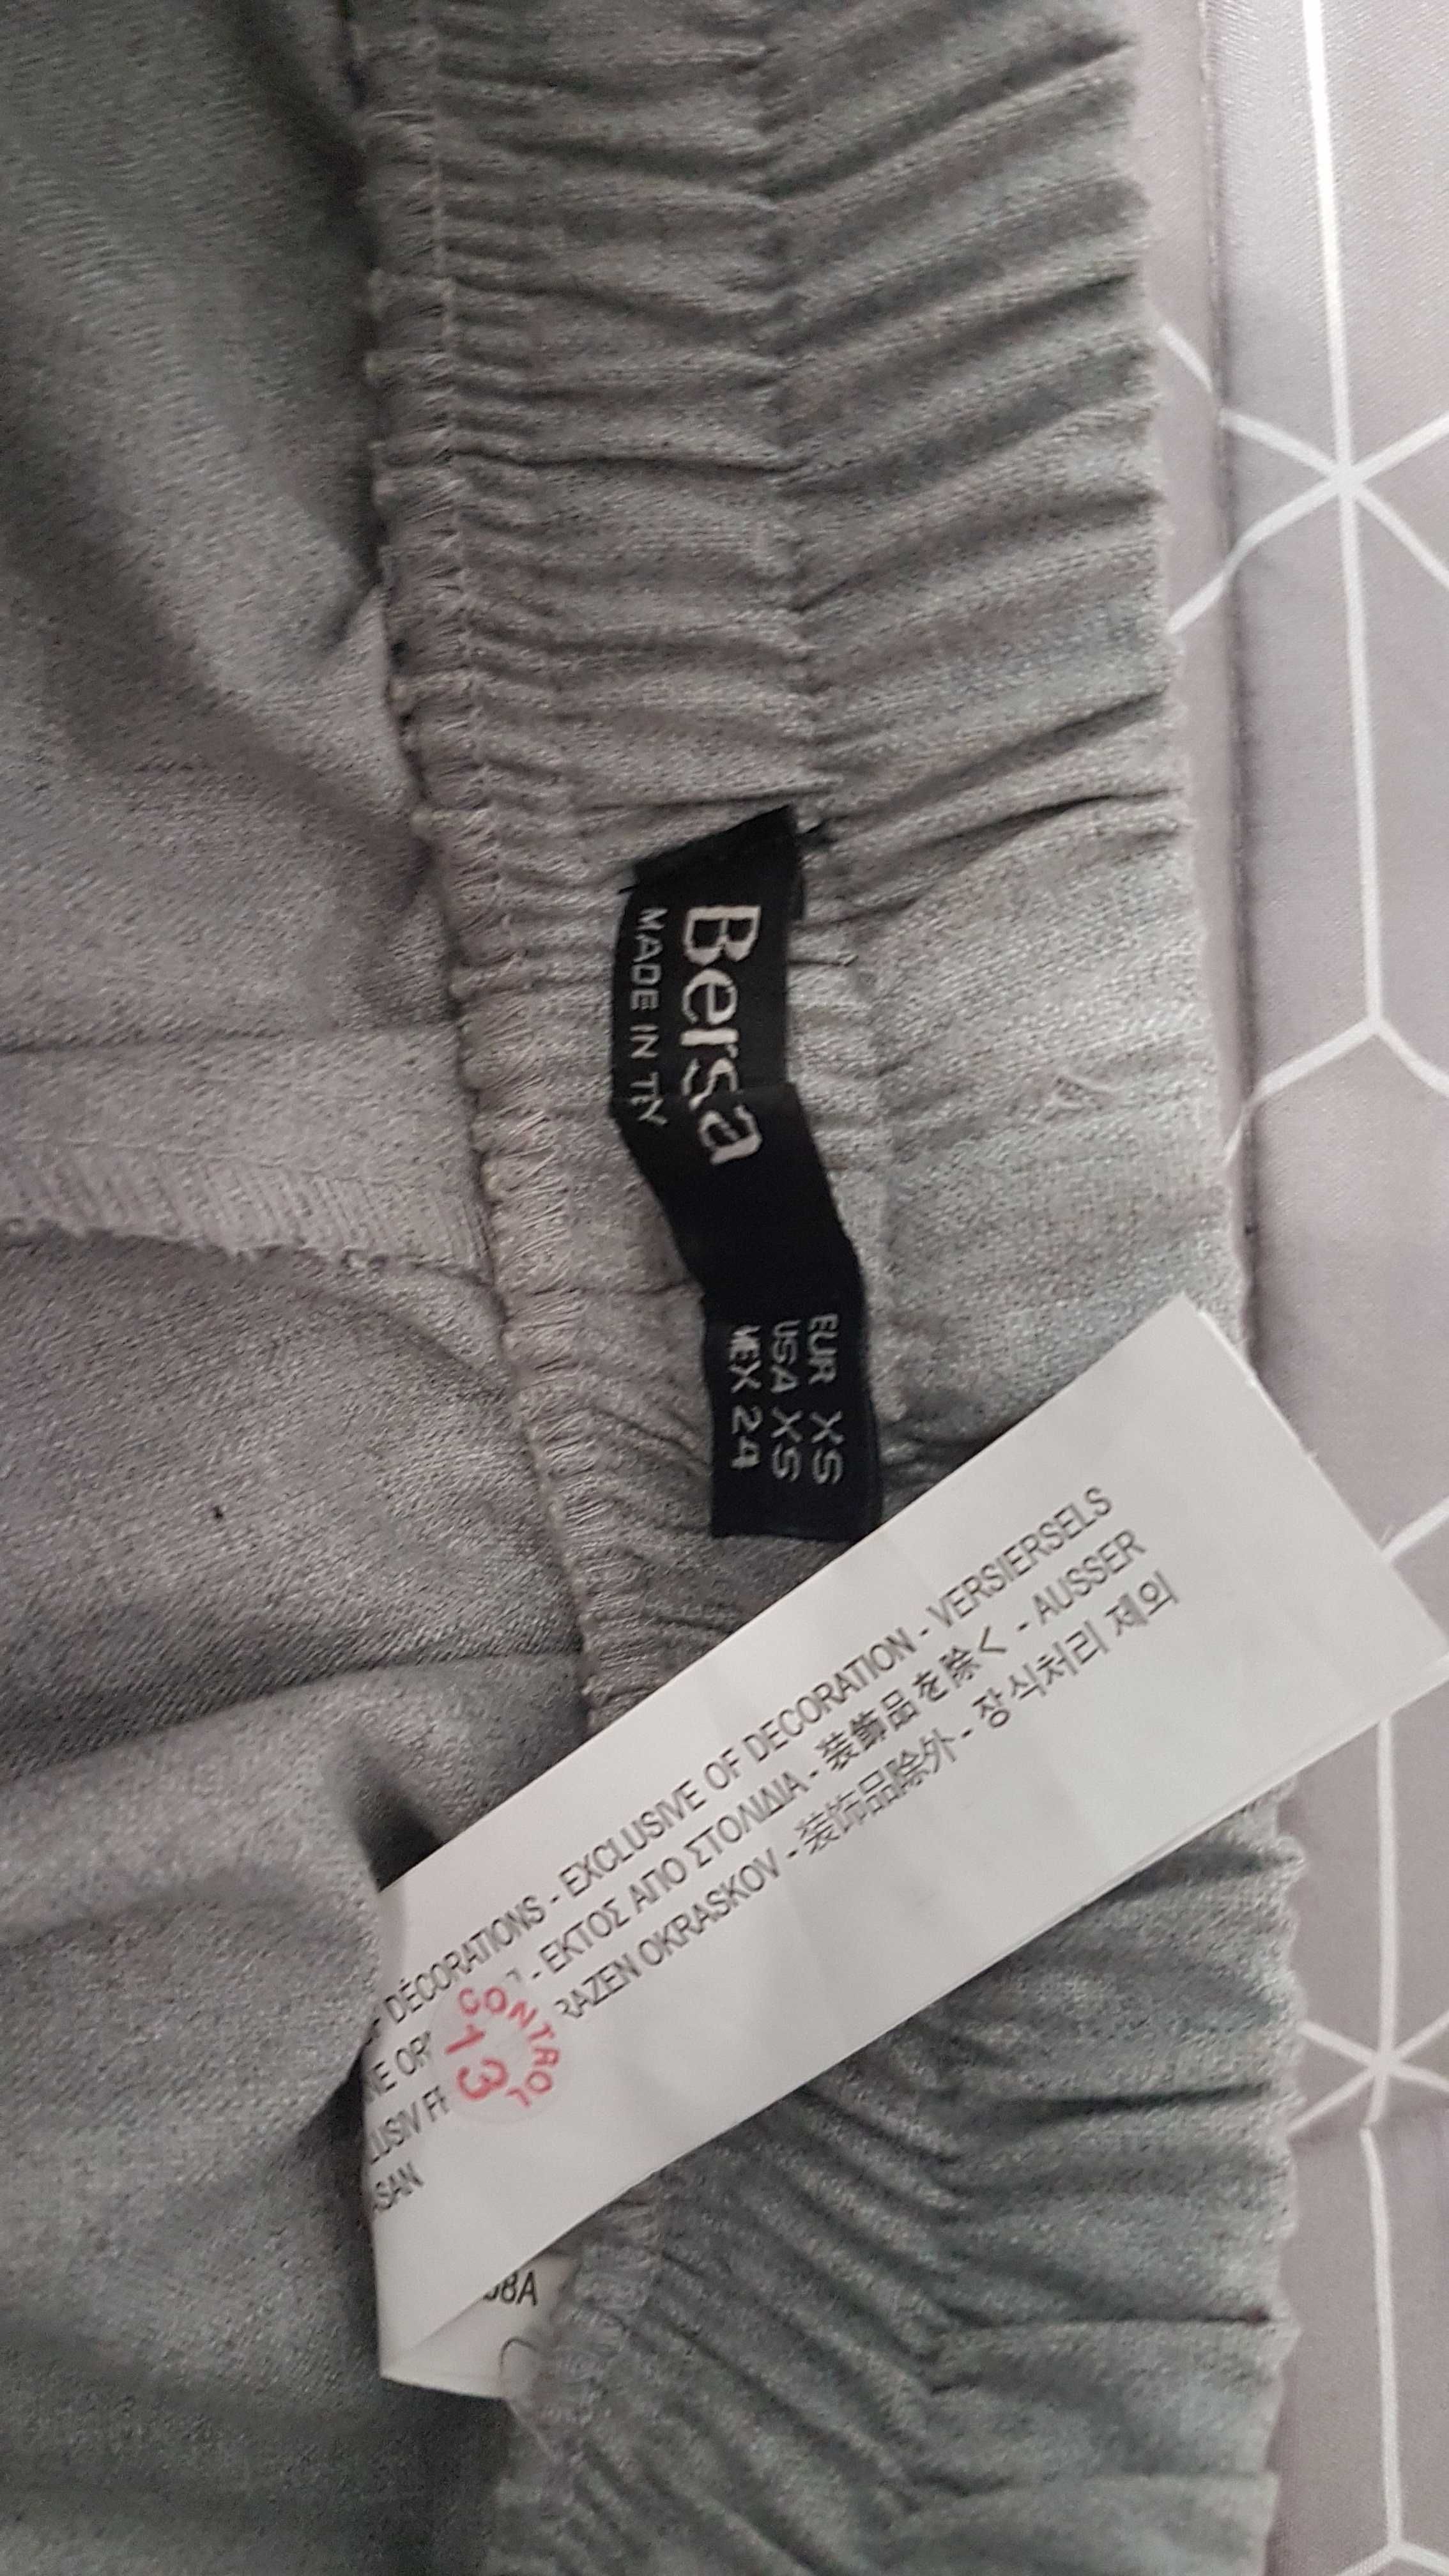 Bersa
MADE IN TY
EUR XS
USA XS
MEX 24
DÉCORATIONS - EXCLUSIVE OF DECORATION - VERSIERSELS
- ΕΚΤΟΣ ΑΠΟ ΣΤΟΛΙΔΙΑ - 装飾品を除く - AUSSER
RAZEN OKRASKOV - 装饰品除外 - 장식처리 제외
CONTROL
13